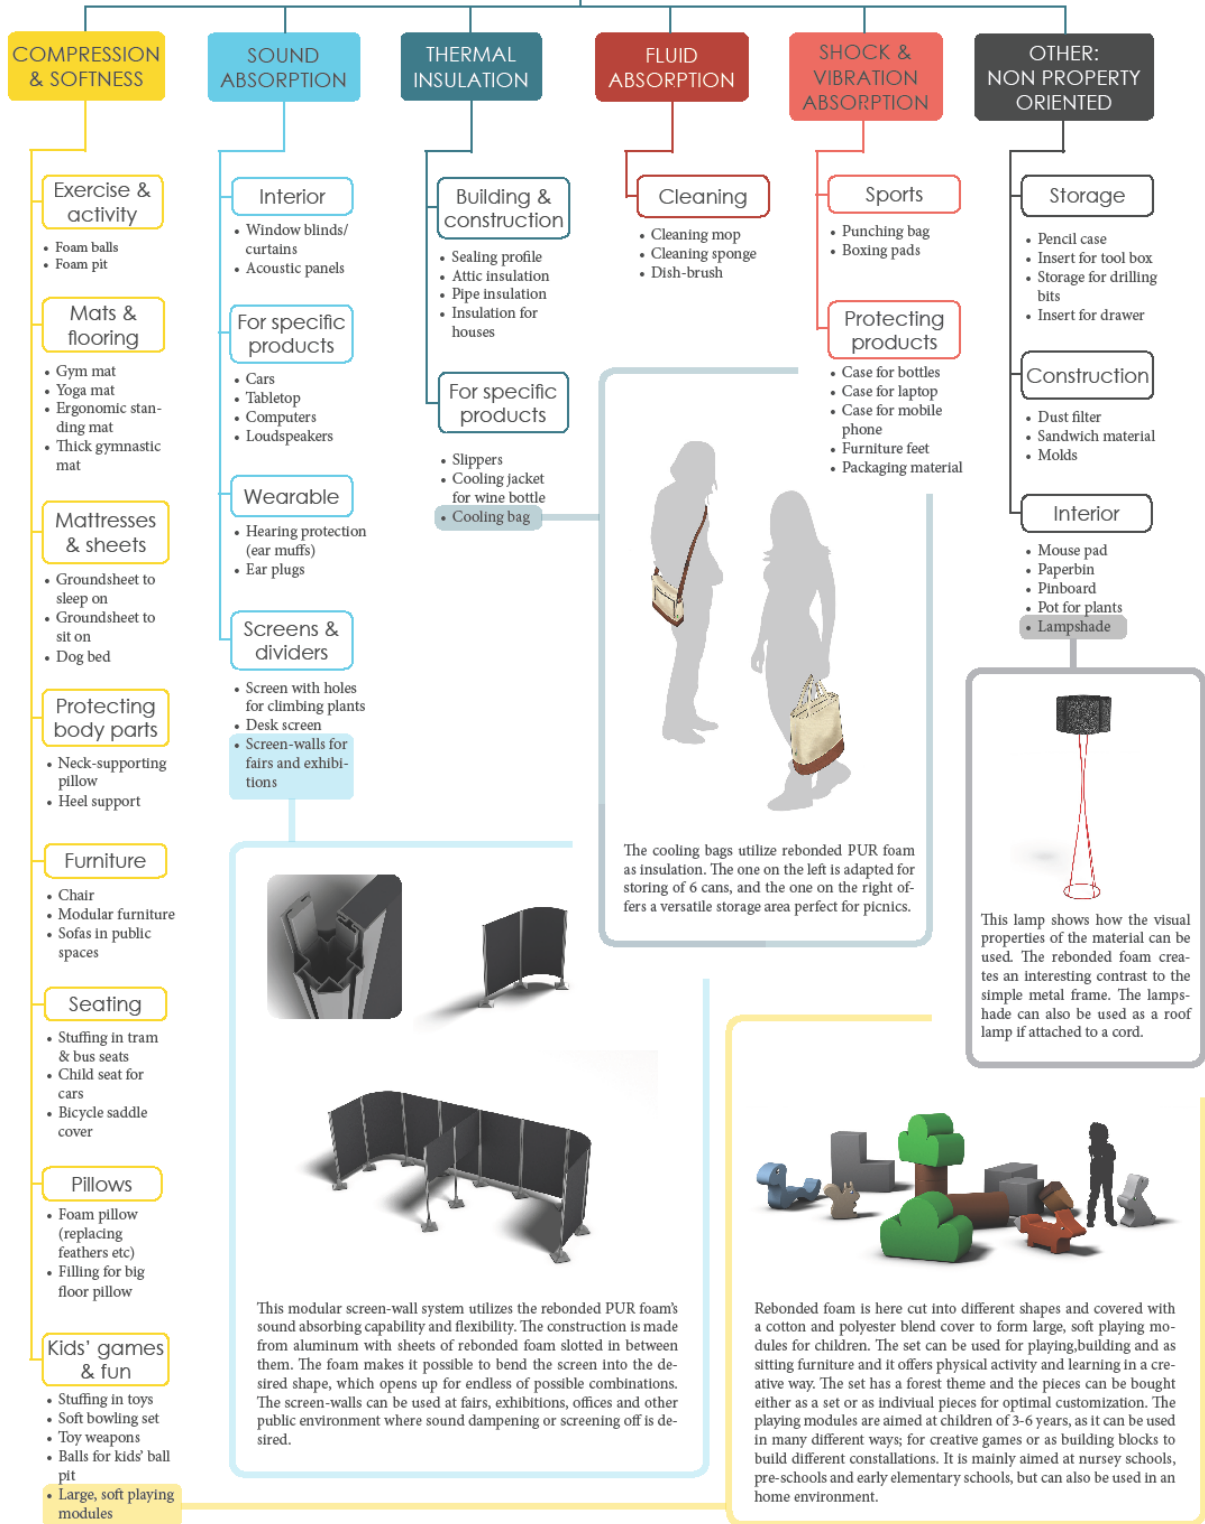 COMPRESSION
& SOFTNESS
Exercise &
activity
• Foam balls
• Foam pit
Mats &
flooring
• Gym mat
• Yoga mat
• Ergonomic stan-
ding mat
• Thick gymnastic
mat
Mattresses
& sheets
• Groundsheet to
sleep on
• Groundsheet to
sit on
• Dog bed
Protecting
body parts
• Neck-supporting
pillow
• Heel support
Furniture
• Chair
• Modular furniture
• Sofas in public
spaces
Seating
• Stuffing in tram
& bus seats
• Child seat for
cars
• Bicycle saddle
cover
Pillows
• Foam pillow
(replacing
feathers etc)
• Filling for big
floor pillow
Kids' games
& fun
• Stuffing in toys
• Soft bowling set
• Toy weapons
• Balls for kids' ball
pit
• Large, soft playing
modules
SOUND
ABSORPTION
Interior
• Window blinds/
curtains
• Acoustic panels
For specific
products
• Cars
• Tabletop
• Computers
• Loudspeakers
Wearable
• Hearing protection
(ear muffs)
• Ear plugs
Screens &
dividers
• Screen with holes
for climbing plants
• Desk screen
• Screen-walls for
fairs and exhibi-
tions
THERMAL
INSULATION
Building &
construction
• Sealing profile
• Attic insulation
• Pipe insulation
• Insulation for
houses
For specific
products
• Slippers
• Cooling jacket
for wine bottle
• Cooling bag
FLUID
ABSORPTION
Cleaning
• Cleaning mop
• Cleaning sponge
• Dish-brush
SHOCK &
VIBRATION
ABSORPTION
Sports
• Punching bag
• Boxing pads
Protecting
products
• Case for bottles
• Case for laptop
• Case for mobile
phone
• Furniture feet
• Packaging material
OTHER:
NON PROPERTY
ORIENTED
Storage
• Pencil case
• Insert for tool box
• Storage for drilling
bits
• Insert for drawer
Construction
• Dust filter
• Sandwich material
• Molds
Interior
• Mouse pad
• Paperbin
• Pinboard
• Pot for plants
• Lampshade
The cooling bags utilize rebonded PUR foam
as insulation. The one on the left is adapted for
storing of 6 cans, and the one on the right of-
fers a versatile storage area perfect for picnics.
This lamp shows how the visual
properties of the material can be
used. The rebonded foam crea-
tes an interesting contrast to the
simple metal frame. The lamps-
hade can also be used as a roof
lamp if attached to a cord.
This modular screen-wall system utilizes the rebonded PUR foam's
sound absorbing capability and flexibility. The construction is made
from aluminum with sheets of rebonded foam slotted in between
them. The foam makes it possible to bend the screen into the de-
sired shape, which opens up for endless of possible combinations.
The screen-walls can be used at fairs, exhibitions, offices and other
public environment where sound dampening or screening off is de-
sired.
Rebonded foam is here cut into different shapes and covered with
a cotton and polyester blend cover to form large, soft playing mo-
dules for children. The set can be used for playing,building and as
sitting furniture and it offers physical activity and learning in a cre-
ative way. The set has a forest theme and the pieces can be bought
either as a set or as indiviual pieces for optimal customization. The
playing modules are aimed at children of 3-6 years, as it can be used
in many different ways; for creative games or as building blocks to
build different constallations. It is mainly aimed at nursey schools,
pre-schools and early elementary schools, but can also be used in an
home environment.